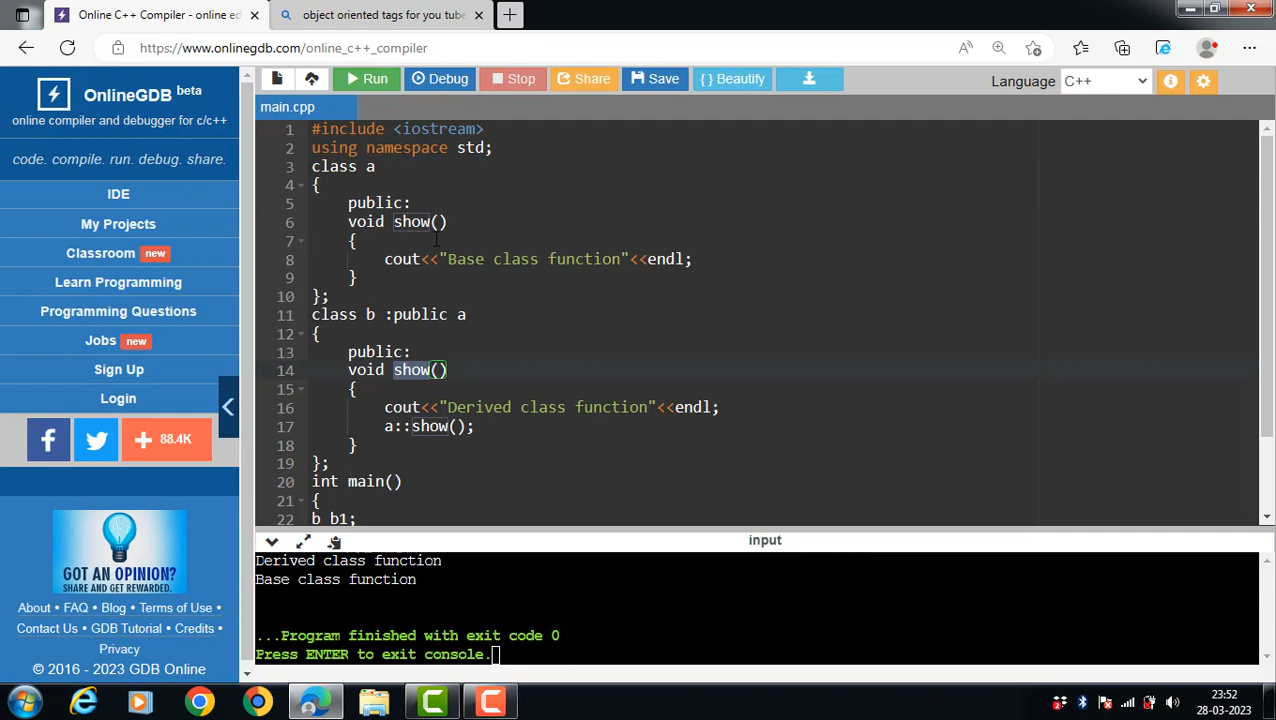 Online C++ Compiler - online ed
object oriented tags for you tube
https://www.onlinegdb.com/online_c++_compiler
OnlineGDB beta
online compiler and debugger for c/c++
code. compile. run. debug. share.
IDE
My Projects
Classroom new
Learn Programming
Programming Questions
Jobs new
Sign Up
Login
88.4K
GOT AN OPINION?
SHARE AND GET REWARDED.
About • FAQ • Blog • Terms of Use •
Contact Us • GDB Tutorial • Credits •
Privacy
© 2016 - 2023 GDB Online
Run
Debug
Stop
Share
Save
{ } Beautify
Language C++
main.cpp
1 #include <iostream>
2 using namespace std;
3 class a
4 {
5 public:
6 void show()
7 {
8 cout<<"Base class function"<<endl;
9 }
10 };
11 class b :public a
12 {
13 public:
14 void show()
15 {
16 cout<<"Derived class function"<<endl;
17 a::show();
18 }
19 };
20 int main()
21 {
22 b b1;
input
Derived class function
Base class function
...Program finished with exit code 0
Press ENTER to exit console.
23:52
28-03-2023